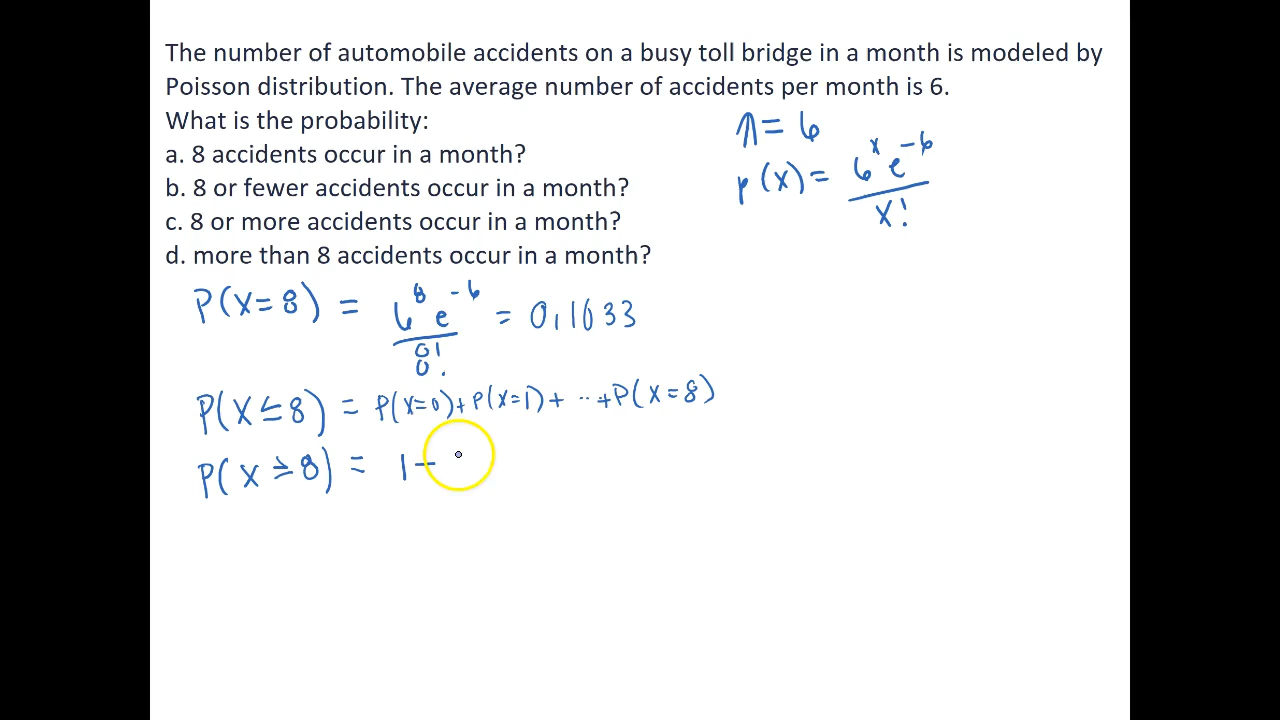 The number of automobile accidents on a busy toll bridge in a month is modeled by
Poisson distribution. The average number of accidents per month is 6.
What is the probability:
a. 8 accidents occur in a month?
b. 8 or fewer accidents occur in a month?
c. 8 or more accidents occur in a month?
d. more than 8 accidents occur in a month?
λ = 6
p(x) = 6^x e^-6 / x!
P(X=8) = 6^8 e^-6 / 8! = 0.1033
P(X≤8) = P(X=0)+P(X=1)+...+P(X=8)
P(X≥8) = 1-